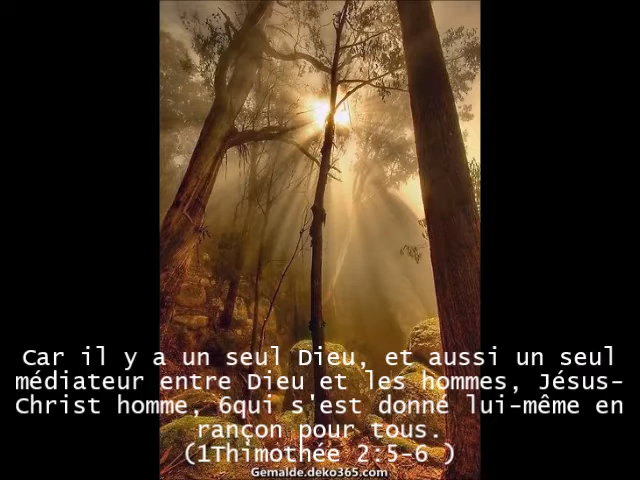 Car il y a un seul Dieu, et aussi un seul
médiateur entre Dieu et les hommes, Jésus-
Christ homme, 6qui s'est donné lui-même en
rançon pour tous.
(1Thimothée 2:5-6 )
Gemalde.deko365.com